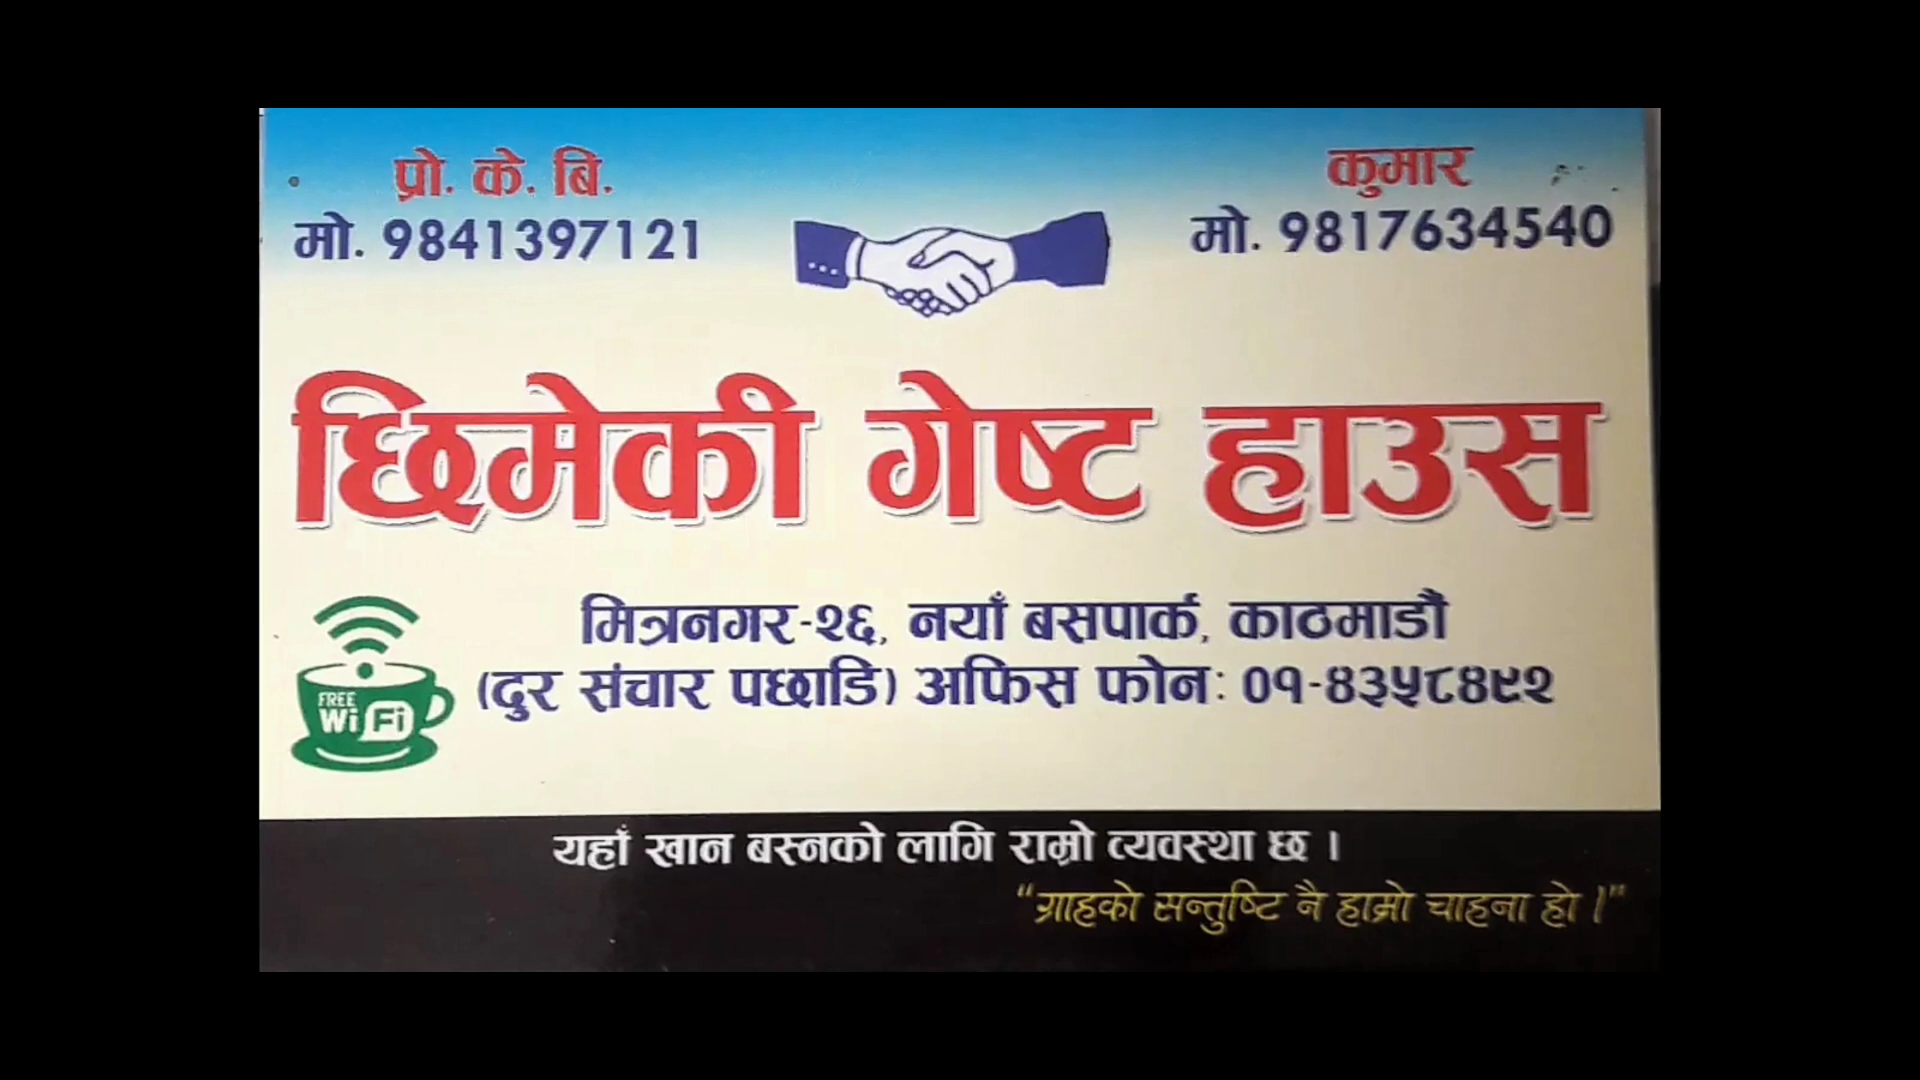 प्रो. के. बि.
मो. 9841397121
कुमार
मो. 9817634540
छिमेकी गेष्ट हाउस
मित्रनगर-२६, नयाँ बसपार्क, काठमाडौं
(दुर संचार पछाडि) अफिस फोन: ०१-४३५८४९२
FREE
WiFi
यहाँ खान बस्नको लागि राम्रो व्यवस्था छ ।
“ग्राहको सन्तुष्टि नै हाम्रो चाहना हो ।”